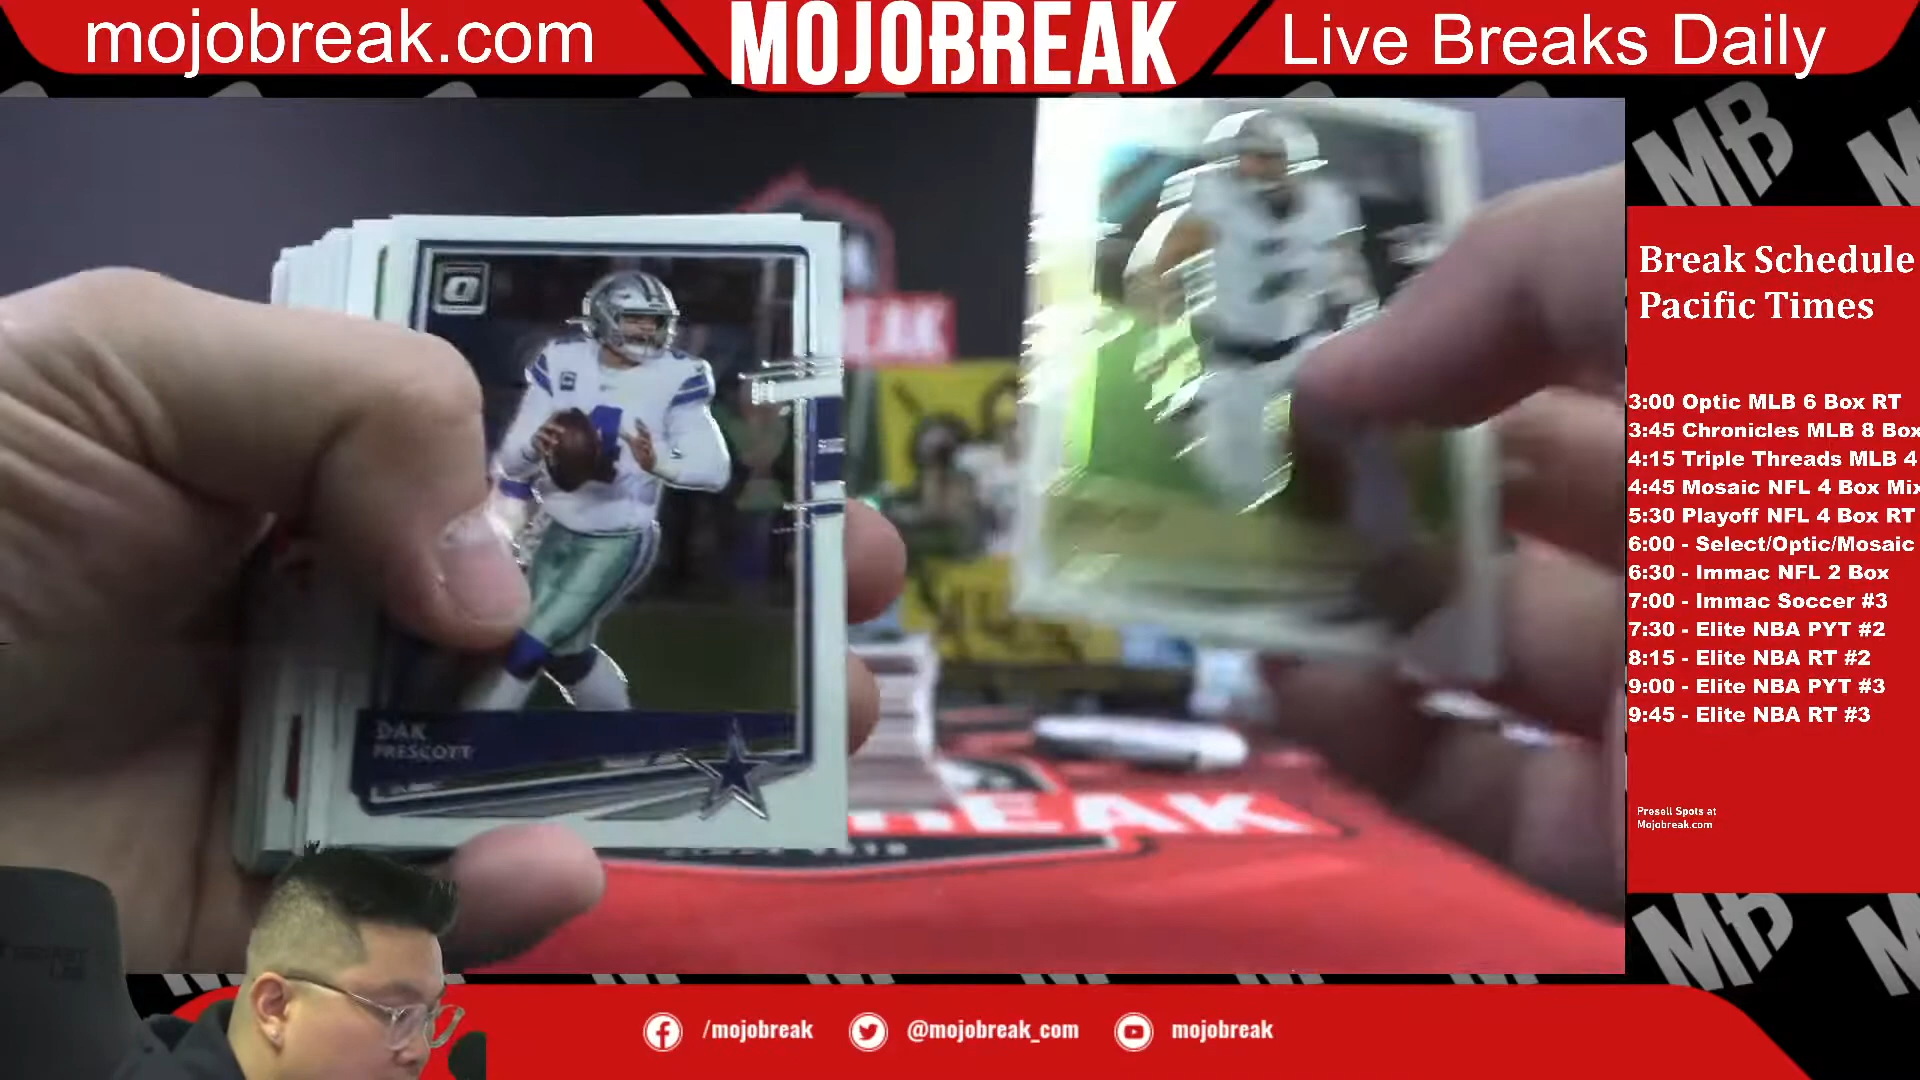 mojobreak.com
MOJOBREAK
Live Breaks Daily
MB
Break Schedule
Pacific Times
3:00 Optic MLB 6 Box RT
3:45 Chronicles MLB 8 Box
4:15 Triple Threads MLB 4
4:45 Mosaic NFL 4 Box Mix
5:30 Playoff NFL 4 Box RT
6:00 - Select/Optic/Mosaic
6:30 - Immac NFL 2 Box
7:00 - Immac Soccer #3
7:30 - Elite NBA PYT #2
8:15 - Elite NBA RT #2
9:00 - Elite NBA PYT #3
9:45 - Elite NBA RT #3
Presell Spots at
Mojobreak.com
EAK
DAK
PRESCOTT
EAK
MB
/mojobreak
@mojobreak_com
mojobreak